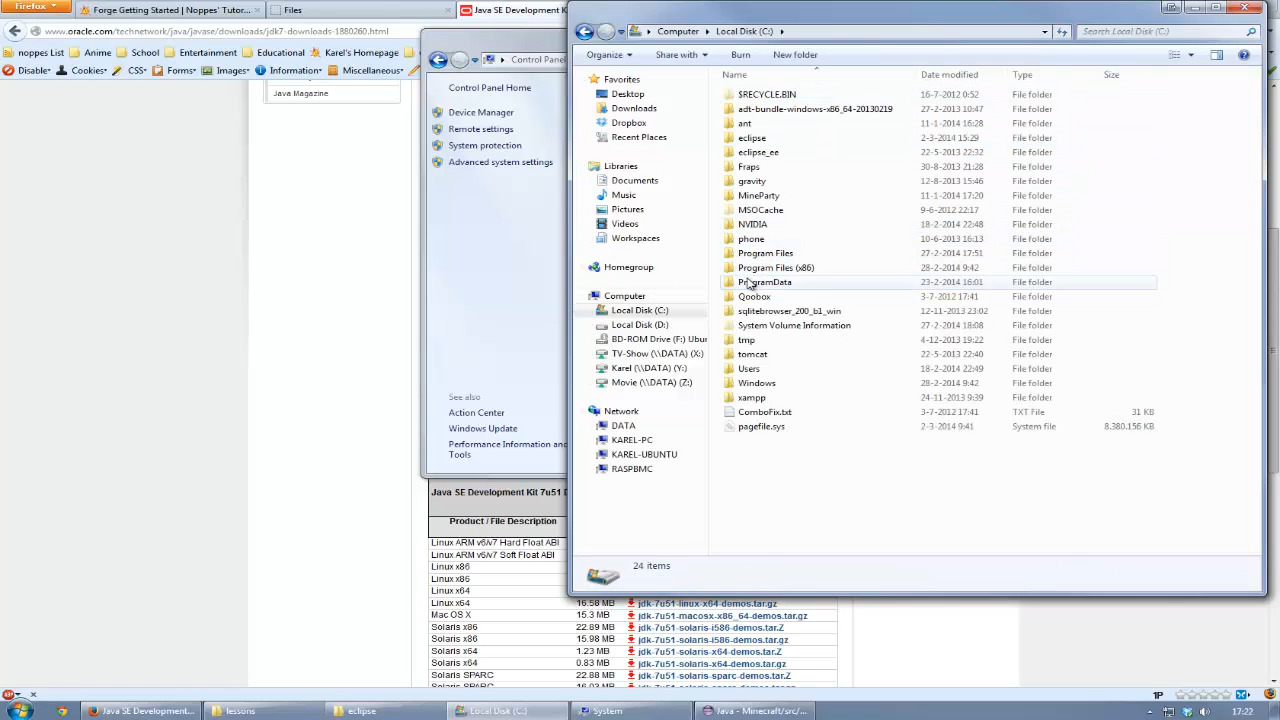 Firefox
Forge Getting Started | Noppes' Tutor...
Files
Java SE Development K
www.oracle.com/technetwork/java/javase/downloads/jdk7-downloads-1880260.html
noppes List
Anime
School
Entertainment
Educational
Karel's Homepage
Disable
Cookies
CSS
Forms
Images
Information
Miscellaneous
Java Magazine
Control Panel
Control Panel Home
Device Manager
Remote settings
System protection
Advanced system settings
See also
Action Center
Windows Update
Performance Information and
Tools
Computer
Local Disk (C:)
Search Local Disk (C:)
Organize
Share with
Burn
New folder
Favorites
Desktop
Downloads
Dropbox
Recent Places
Libraries
Documents
Music
Pictures
Videos
Workspaces
Homegroup
Computer
Local Disk (C:)
Local Disk (D:)
BD-ROM Drive (F:) Ubur
TV-Show (\\DATA) (X:)
Karel (\\DATA) (Y:)
Movie (\\DATA) (Z:)
Network
DATA
KAREL-PC
KAREL-UBUNTU
RASPBMC
Name Date modified Type Size
$RECYCLE.BIN 16-7-2012 0:52 File folder
adt-bundle-windows-x86_64-20130219 27-2-2013 10:47 File folder
ant 11-1-2014 16:28 File folder
eclipse 2-3-2014 15:29 File folder
eclipse_ee 22-5-2013 22:32 File folder
Fraps 30-8-2013 21:28 File folder
gravity 12-8-2013 15:46 File folder
MineParty 11-1-2014 17:20 File folder
MSOCache 9-6-2012 22:17 File folder
NVIDIA 18-2-2014 22:48 File folder
phone 10-6-2013 16:13 File folder
Program Files 27-2-2014 17:51 File folder
Program Files (x86) 28-2-2014 9:42 File folder
ProgramData 23-2-2014 16:01 File folder
Qoobox 3-7-2012 17:41 File folder
sqlitebrowser_200_b1_win 12-11-2013 23:02 File folder
System Volume Information 27-2-2014 18:08 File folder
tmp 4-12-2013 19:22 File folder
tomcat 22-5-2013 22:40 File folder
Users 18-2-2014 22:49 File folder
Windows 28-2-2014 9:42 File folder
xampp 24-11-2013 9:39 File folder
ComboFix.txt 3-7-2012 17:41 TXT File 31 KB
pagefile.sys 2-3-2014 9:41 System file 8.380.156 KB
24 items
Java SE Development Kit 7u51 D
Product / File Description
Linux ARM v6/v7 Hard Float ABI
Linux ARM v6/v7 Soft Float ABI
Linux x86
Linux x86
Linux x64
Linux x64 16.58 MB jdk-7u51-linux-x64-demos.tar.gz
Mac OS X 15.3 MB jdk-7u51-macosx-x86_64-demos.tar.gz
Solaris x86 22.89 MB jdk-7u51-solaris-i586-demos.tar.Z
Solaris x86 15.98 MB jdk-7u51-solaris-i586-demos.tar.gz
Solaris x64 1.23 MB jdk-7u51-solaris-x64-demos.tar.Z
Solaris x64 0.83 MB jdk-7u51-solaris-x64-demos.tar.gz
Solaris SPARC 22.88 MB jdk-7u51-solaris-sparc-demos.tar.Z
1P
Java SE Development...
lessons
eclipse
Local Disk (C:)
System
Java - Minecraft/src/...
17:22